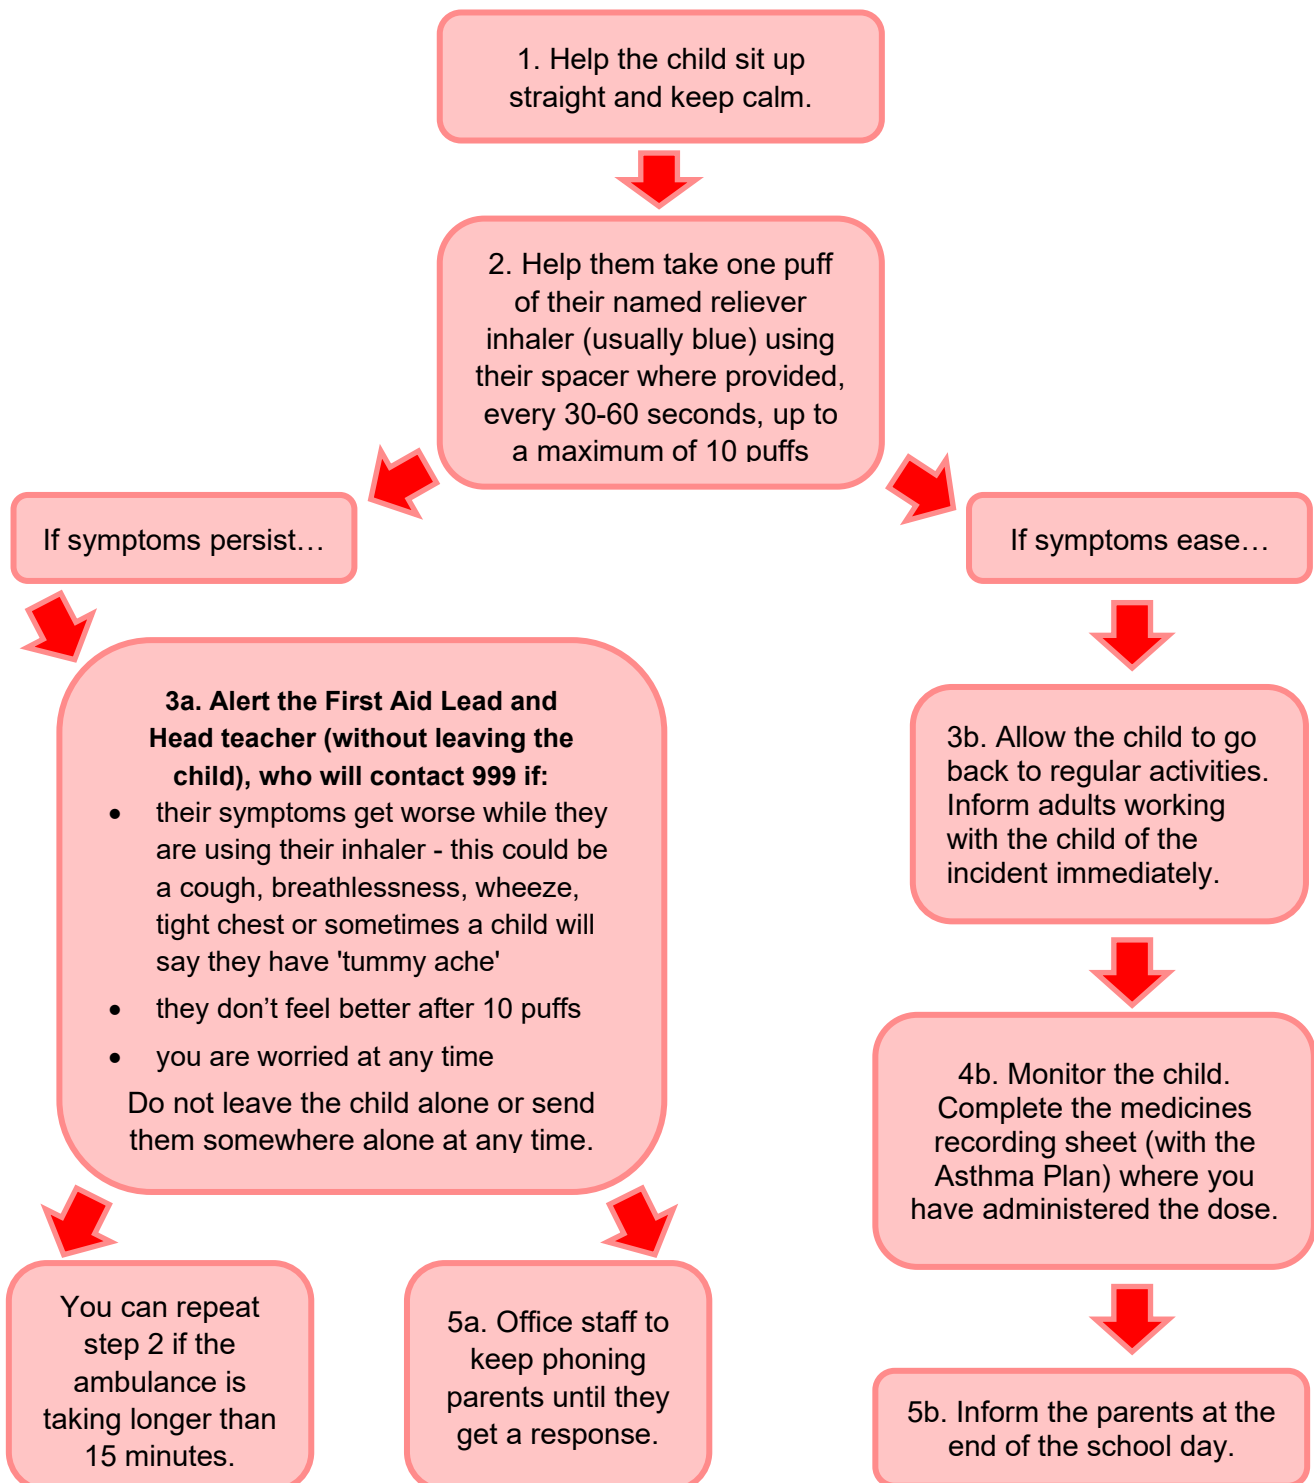 1. Help the child sit up
straight and keep calm.
2. Help them take one puff
of their named reliever
inhaler (usually blue) using
their spacer where provided,
every 30-60 seconds, up to
a maximum of 10 puffs
If symptoms persist…
If symptoms ease…
3a. Alert the First Aid Lead and
Head teacher (without leaving the
child), who will contact 999 if:
• their symptoms get worse while they
are using their inhaler - this could be
a cough, breathlessness, wheeze,
tight chest or sometimes a child will
say they have 'tummy ache'
• they don’t feel better after 10 puffs
• you are worried at any time
Do not leave the child alone or send
them somewhere alone at any time.
3b. Allow the child to go
back to regular activities.
Inform adults working
with the child of the
incident immediately.
4b. Monitor the child.
Complete the medicines
recording sheet (with the
Asthma Plan) where you
have administered the dose.
You can repeat
step 2 if the
ambulance is
taking longer than
15 minutes.
5a. Office staff to
keep phoning
parents until they
get a response.
5b. Inform the parents at the
end of the school day.